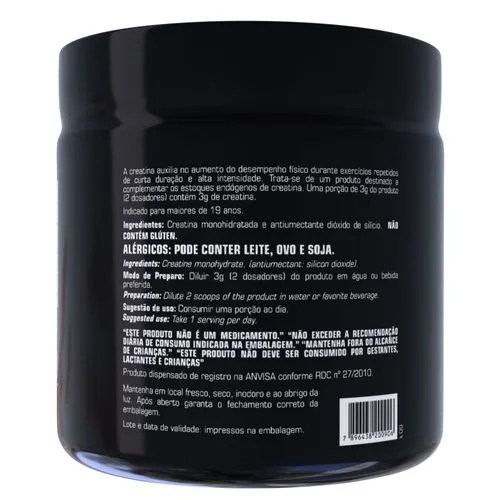 A creatina auxilia no aumento do desempenho físico durante exercícios repetidos
de curta duração e alta intensidade. Trata-se de um produto destinado a
complementar os estoques endógenos de creatina. Uma porção de 3g do produto
(2 dosadores) contém 3g de creatina.
Indicado para maiores de 19 anos.
Ingredientes: Creatina monohidratada e antiumectante dióxido de silício. NÃO
CONTÉM GLÚTEN.
ALÉRGICOS: PODE CONTER LEITE, OVO E SOJA.
Ingredients: Creatine monohydrate, (antiumectant: silicon dioxide).
Modo de Preparo: Diluir 3g (2 dosadores) do produto em água ou bebida
preferida.
Preparation: Dilute 2 scoops of the product in water or favorite beverage.
Sugestão de uso: Consumir uma porção ao dia.
Suggested use: Take 1 serving per day.
"ESTE PRODUTO NÃO É UM MEDICAMENTO." "NÃO EXCEDER A RECOMENDAÇÃO
DIÁRIA DE CONSUMO INDICADA NA EMBALAGEM." "MANTENHA FORA DO ALCANCE
DE CRIANÇAS." "ESTE PRODUTO NÃO DEVE SER CONSUMIDO POR GESTANTES,
LACTANTES E CRIANÇAS"
Produto dispensado de registro na ANVISA conforme RDC nº 27/2010.
Mantenha em local fresco, seco, inodoro e ao abrigo da
luz. Após aberto garanta o fechamento correto da
embalagem.
Lote e data de validade: impressos na embalagem.
7 896438 200906
001